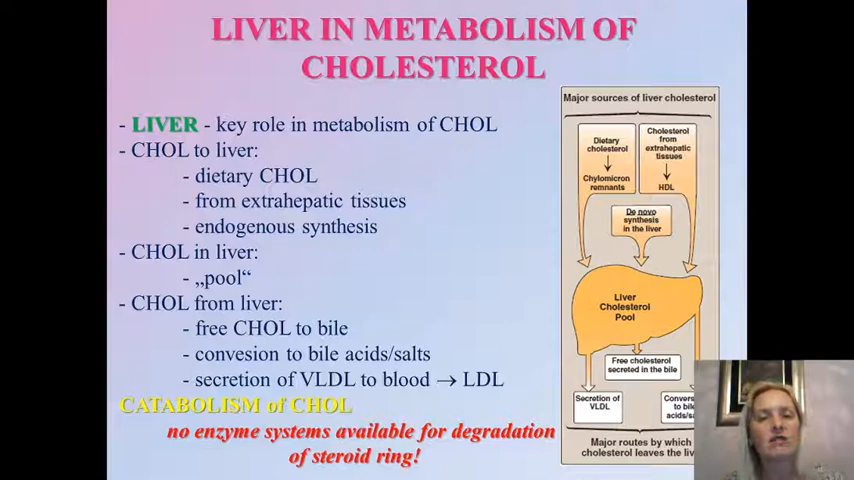 LIVER IN METABOLISM OF
CHOLESTEROL
- LIVER - key role in metabolism of CHOL
- CHOL to liver:
- dietary CHOL
- from extrahepatic tissues
- endogenous synthesis
- CHOL in liver:
- „pool“
- CHOL from liver:
- free CHOL to bile
- convesion to bile acids/salts
- secretion of VLDL to blood → LDL
CATABOLISM of CHOL
no enzyme systems available for degradation
of steroid ring!
Major sources of liver cholesterol
Dietary
cholesterol
Chylomicron
remnants
Cholesterol
from
extrahepatic
tissues
HDL
De novo
synthesis
in the liver
Liver
Cholesterol
Pool
Free cholesterol
secreted in the bile
Secretion of
VLDL
to bile
Major routes by which
cholesterol leaves the